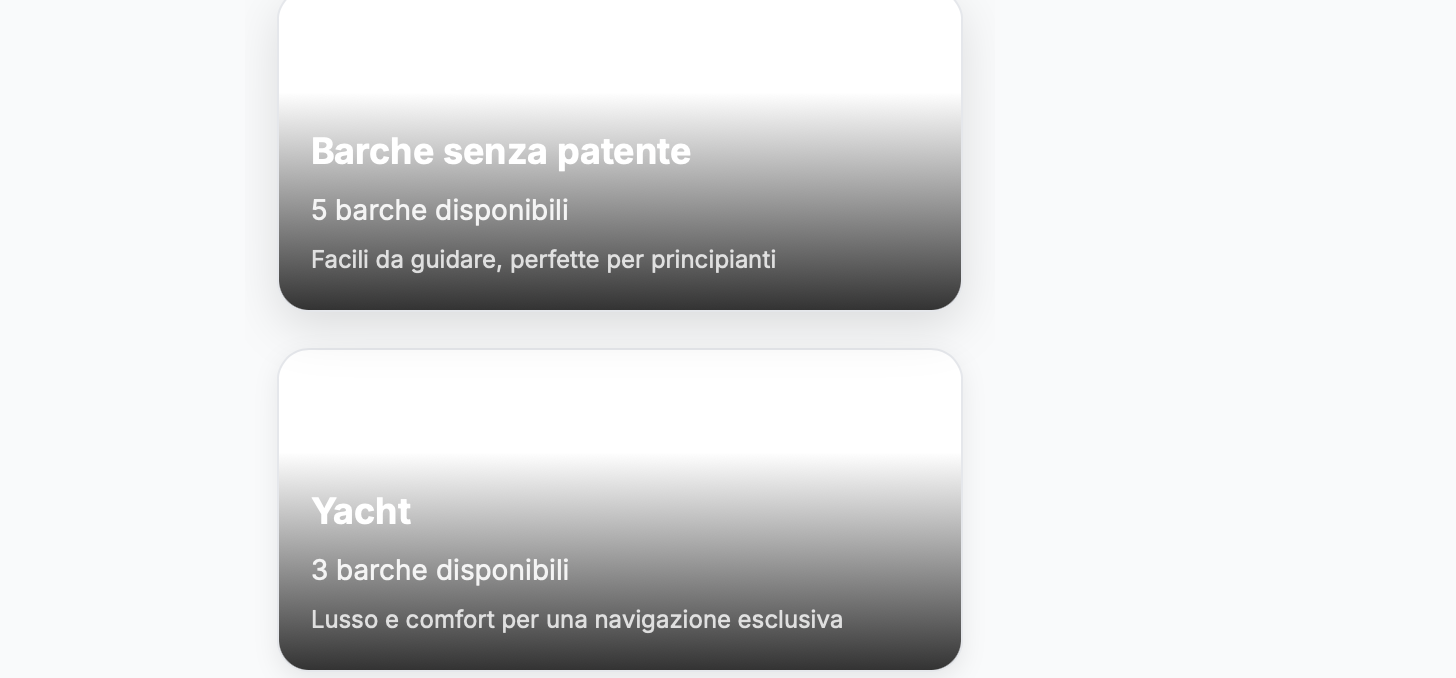 Barche senza patente
5 barche disponibili
Facili da guidare, perfette per principianti
Yacht
3 barche disponibili
Lusso e comfort per una navigazione esclusiva